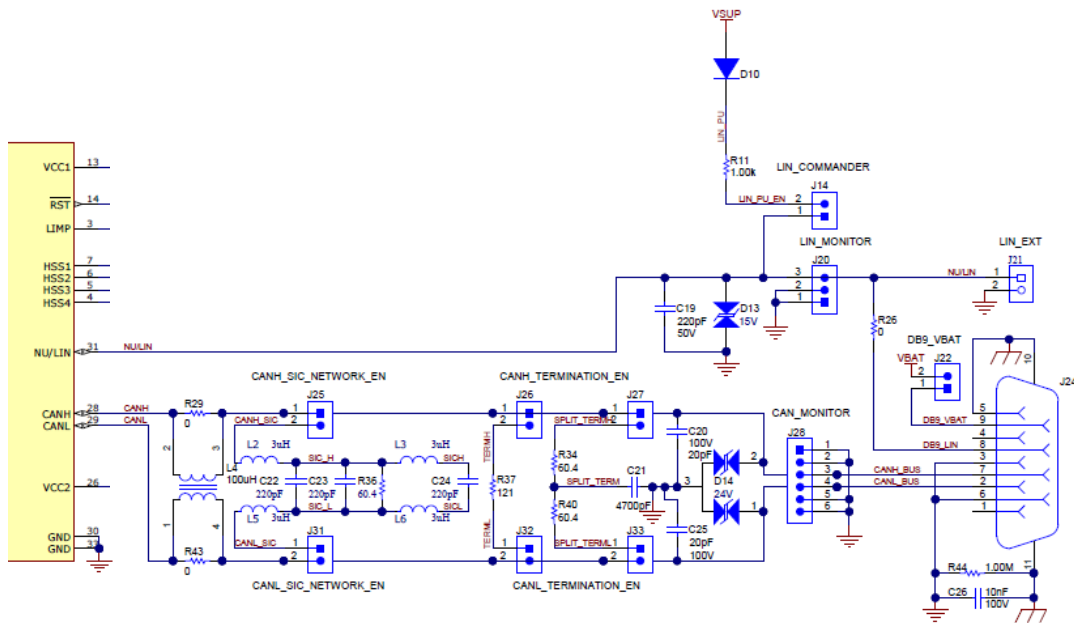 VSUP
D10
LIN_PU
R11
1.00k
LIN_COMMANDER
J14
LIN_PU_EN
2
1
VCC1
13
RST
14
LIMP
3
HSS1
7
HSS2
6
HSS3
5
HSS4
4
NU/LIN
31
NU/LIN
C19
220pF
50V
D13
15V
LIN_MONITOR
J20
3
2
1
NU/LIN
LIN_EXT
J21
1
2
R26
0
DB9_VBAT
VBAT
J22
2
1
10
J24
5
9
4
8
3
7
2
6
1
DB9_VBAT
DB9_LIN
CANH_BUS
CANL_BUS
11
R44
1.00M
C26
10nF
100V
CANH
28
CANH
CANL
29
CANL
VCC2
26
GND
30
GND
33
R29
0
2
3
L4
100uH
1
4
R43
0
CANH_SIC_NETWORK_EN
J25
1
2
CANH_SIC
L2
3uH
SIC_H
L3
3uH
SICH
C22
220pF
C23
220pF
R36
60.4
C24
220pF
L5
3uH
SIC_L
L6
3uH
SICL
CANL_SIC
J31
1
2
CANL_SIC_NETWORK_EN
CANH_TERMINATION_EN
J26
1
2
TERMH
R37
121
TERML
J32
1
2
CANL_TERMINATION_EN
J27
1
2
SPLIT_TERMH
R34
60.4
SPLIT_TERM
R40
60.4
SPLIT_TERML
J33
1
2
C21
4700pF
C20
100V
20pF
C25
20pF
100V
3
2
D14
24V
1
CAN_MONITOR
J28
1
2
3
4
5
6